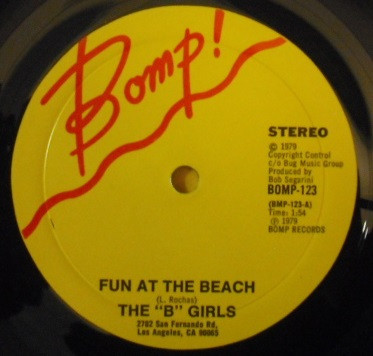 Bomp!
STEREO
© 1979
Copyright Control
c/o Bug Music Group
Produced by
Bob Segarini
BOMP-123
(BMP-123-A)
Time: 1:54
℗ 1979
BOMP RECORDS
FUN AT THE BEACH
(L. Rochas)
THE "B" GIRLS
2702 San Fernando Rd,
Los Angeles, CA 90065